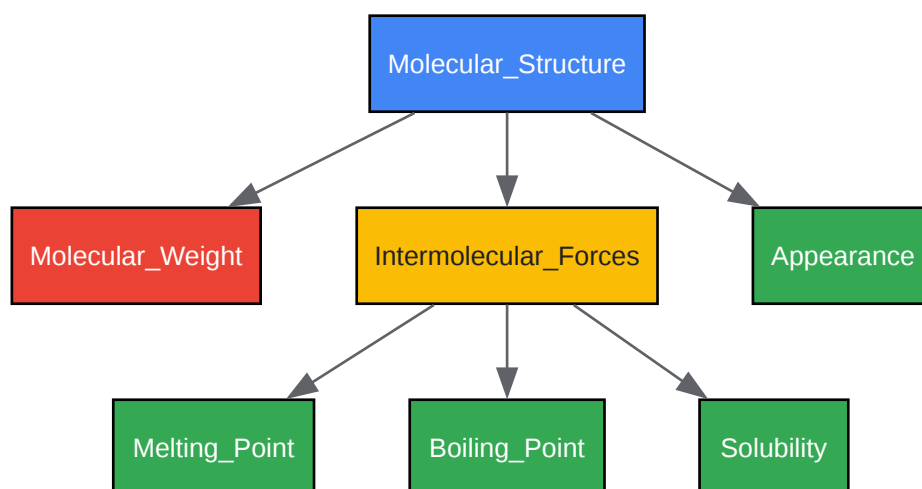 Molecular_Structure
Molecular_Weight
Intermolecular_Forces
Appearance
Melting_Point
Boiling_Point
Solubility